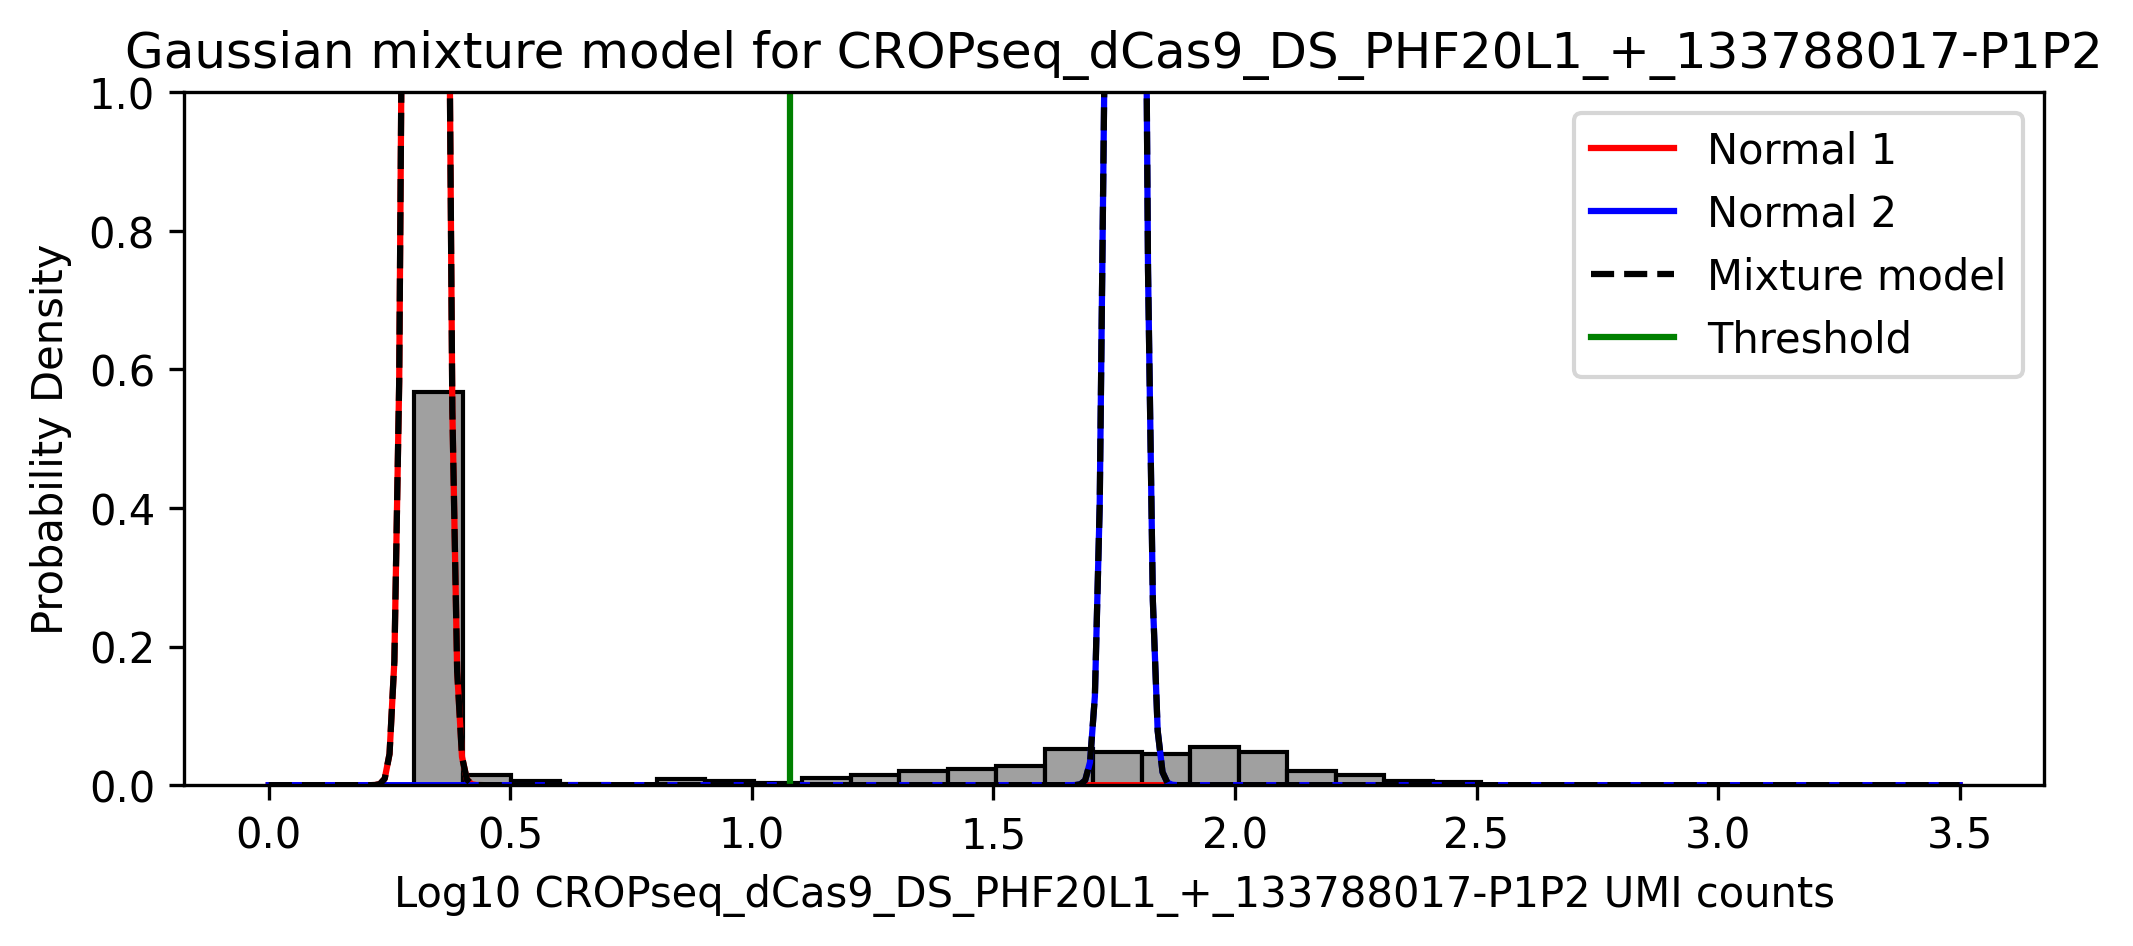 Gaussian mixture model for CROPseq_dCas9_DS_PHF20L1_+_133788017-P1P2
1.0
0.8
0.6
0.4
0.2
0.0
Probability Density
Normal 1
Normal 2
Mixture model
Threshold
0.0 0.5 1.0 1.5 2.0 2.5 3.0 3.5
Log10 CROPseq_dCas9_DS_PHF20L1_+_133788017-P1P2 UMI counts